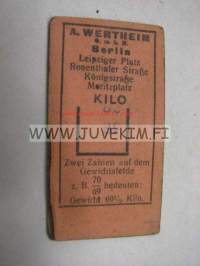 A. WERTHEIM
G. m. b. H.
Berlin
Leipziger Platz
Rosenthaler Straße
Königstraße
Moritzplatz
KILO
WWW.JUVEKIM.FI
Zwei Zahlen auf dem
Gewichtsfelde
z. B. 70/69 bedeuten:
Gewicht 69½ Kilo.